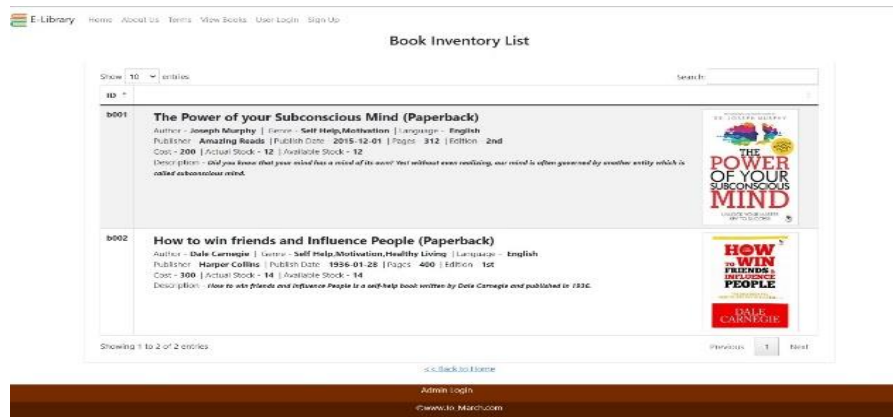 E-Library Home About Us Terms View Books User Login Sign Up
Book Inventory List
Show 10 entries Search:
ID
b001
The Power of your Subconscious Mind (Paperback)
Author - Joseph Murphy | Genre - Self Help,Motivation | Language - English
Publisher - Amazing Reads | Publish Date - 2015-12-01 | Pages - 312 | Edition - 2nd
Cost - 200 | Actual Stock - 12 | Available Stock - 12
Description - Did you know that your mind has a mind of its own? Yes! without even realizing, our mind is often governed by another entity which is
called subconscious mind.
DR. JOSEPH MURPHY
THE
POWER
OF YOUR
SUBCONSCIOUS
MIND
b002
How to win friends and Influence People (Paperback)
Author - Dale Carnegie | Genre - Self Help,Motivation,Healthy Living | Language - English
Publisher - Harper Collins | Publish Date - 1936-01-28 | Pages - 400 | Edition - 1st
Cost - 300 | Actual Stock - 14 | Available Stock - 14
Description - How to win friends and Influence People is a self-help book written by Dale Carnegie and published in 1936.
HOW
TO WIN
FRIENDS &
INFLUENCE
PEOPLE
DALE
CARNEGIE
Showing 1 to 2 of 2 entries Previous 1 Next
<< Back to Home
Admin Login